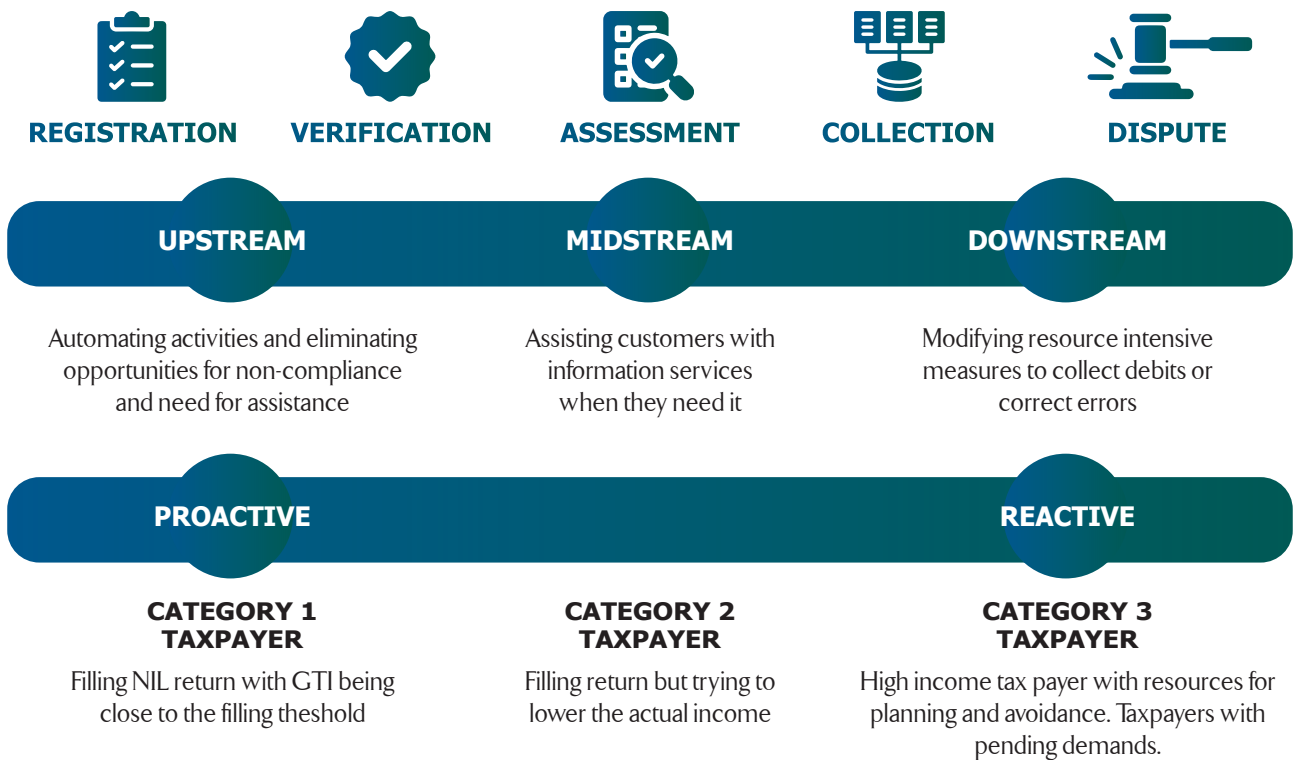 REGISTRATION
VERIFICATION
ASSESSMENT
COLLECTION
DISPUTE
UPSTREAM
MIDSTREAM
DOWNSTREAM
Automating activities and eliminating
opportunities for non-compliance
and need for assistance
Assisting customers with
information services
when they need it
Modifying resource intensive
measures to collect debits or
correct errors
PROACTIVE
REACTIVE
CATEGORY 1
TAXPAYER
Filling NIL return with GTI being
close to the filling theshold
CATEGORY 2
TAXPAYER
Filling return but trying to
lower the actual income
CATEGORY 3
TAXPAYER
High income tax payer with resources for
planning and avoidance. Taxpayers with
pending demands.